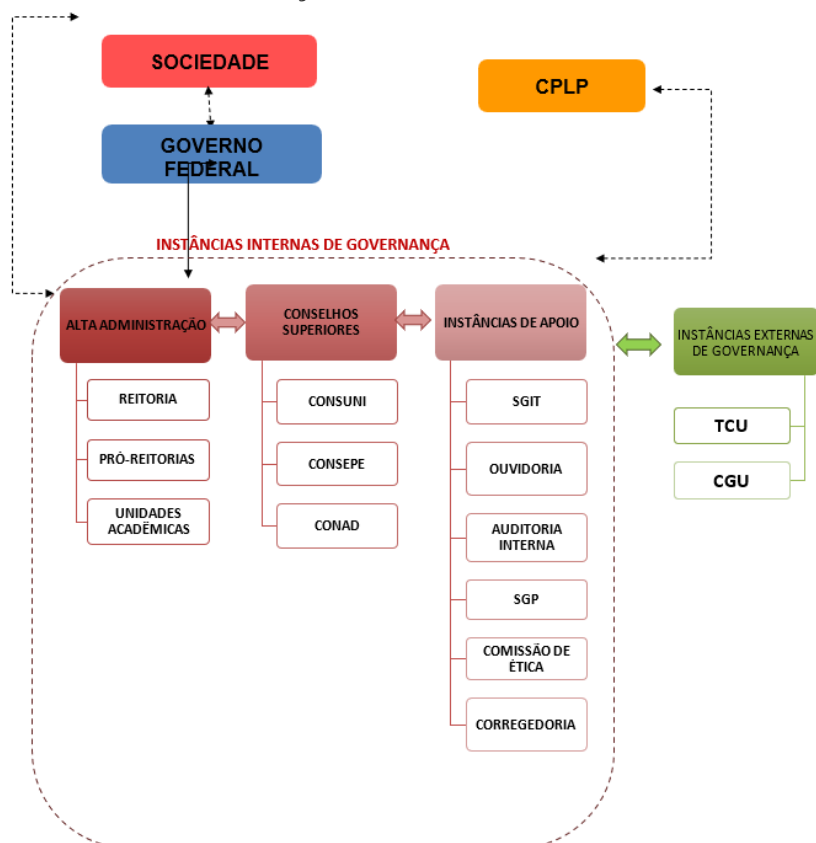 SOCIEDADE
CPLP
GOVERNO
FEDERAL
INSTÂNCIAS INTERNAS DE GOVERNANÇA
ALTA ADMINISTRAÇÃO
CONSELHOS
SUPERIORES
INSTÂNCIAS DE APOIO
INSTÂNCIAS EXTERNAS
DE GOVERNANÇA
REITORIA
PRÓ-REITORIAS
UNIDADES
ACADÊMICAS
CONSUNI
CONSEPE
CONAD
SGIT
OUVIDORIA
AUDITORIA
INTERNA
SGP
COMISSÃO DE
ÉTICA
CORREGEDORIA
TCU
CGU